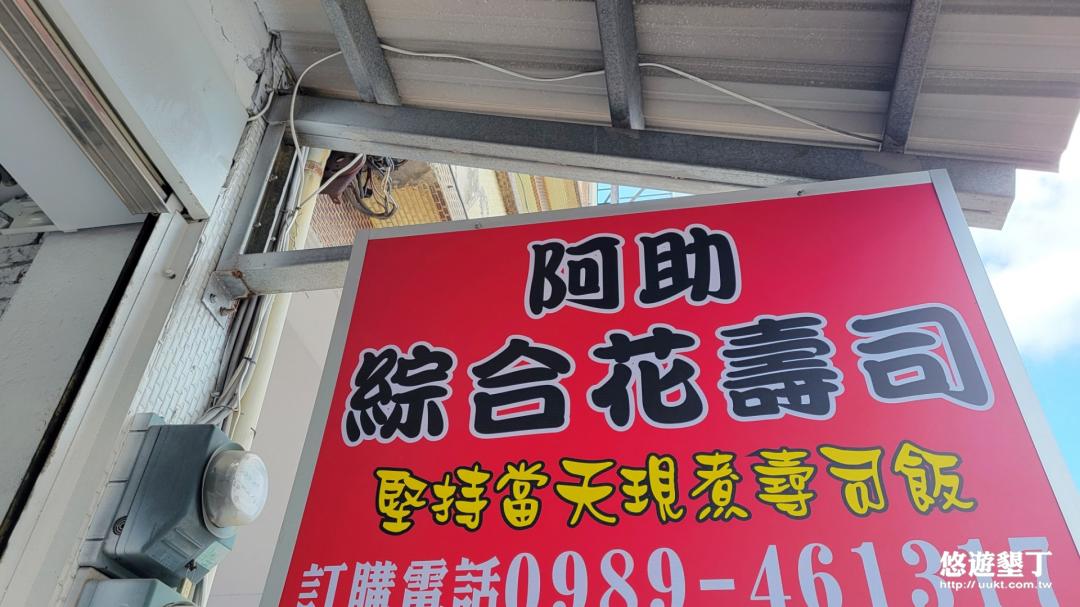 阿助
綜合花壽司
堅持當天現煮壽司飯
訂購電話0989-461317
悠遊墾丁
http://uukt.com.tw